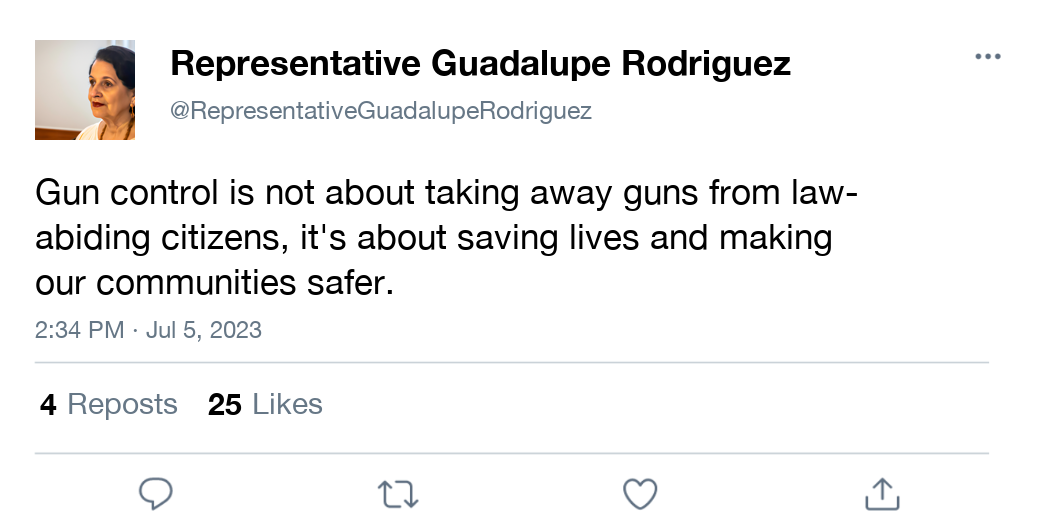 Representative Guadalupe Rodriguez
@RepresentativeGuadalupeRodriguez
Gun control is not about taking away guns from law-
abiding citizens, it's about saving lives and making
our communities safer.
2:34 PM · Jul 5, 2023
4 Reposts 25 Likes